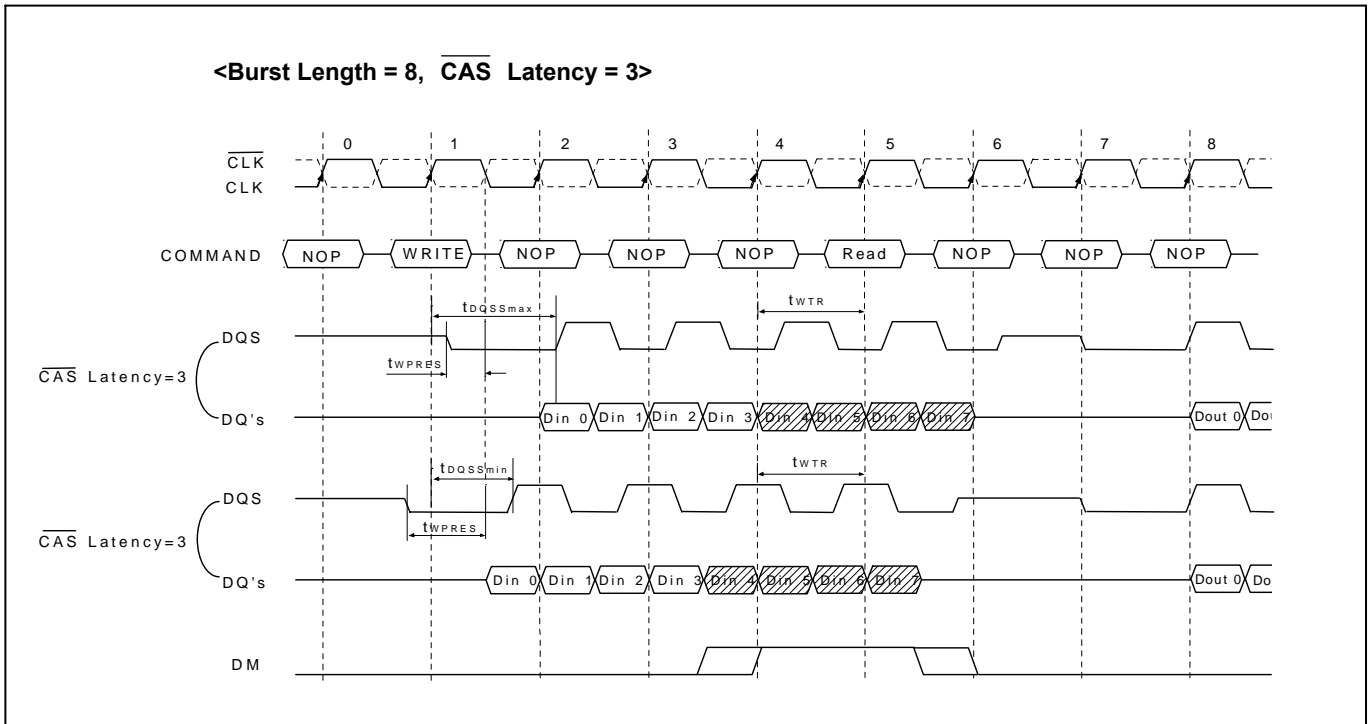 <Burst Length = 8, CAS Latency = 3>
0 1 2 3 4 5 6 7 8
CLK
CLK
COMMAND NOP WRITE NOP NOP NOP Read NOP NOP NOP
tDQSSmax tWTR
DQS
tWPRES
CAS Latency=3
DQ's Din 0 Din 1 Din 2 Din 3 Din 4 Din 5 Din 6 Din 7 Dout 0 Dou
tDQSSmin tWTR
DQS
tWPRES
CAS Latency=3
DQ's Din 0 Din 1 Din 2 Din 3 Din 4 Din 5 Din 6 Din 7 Dout 0 Do
DM